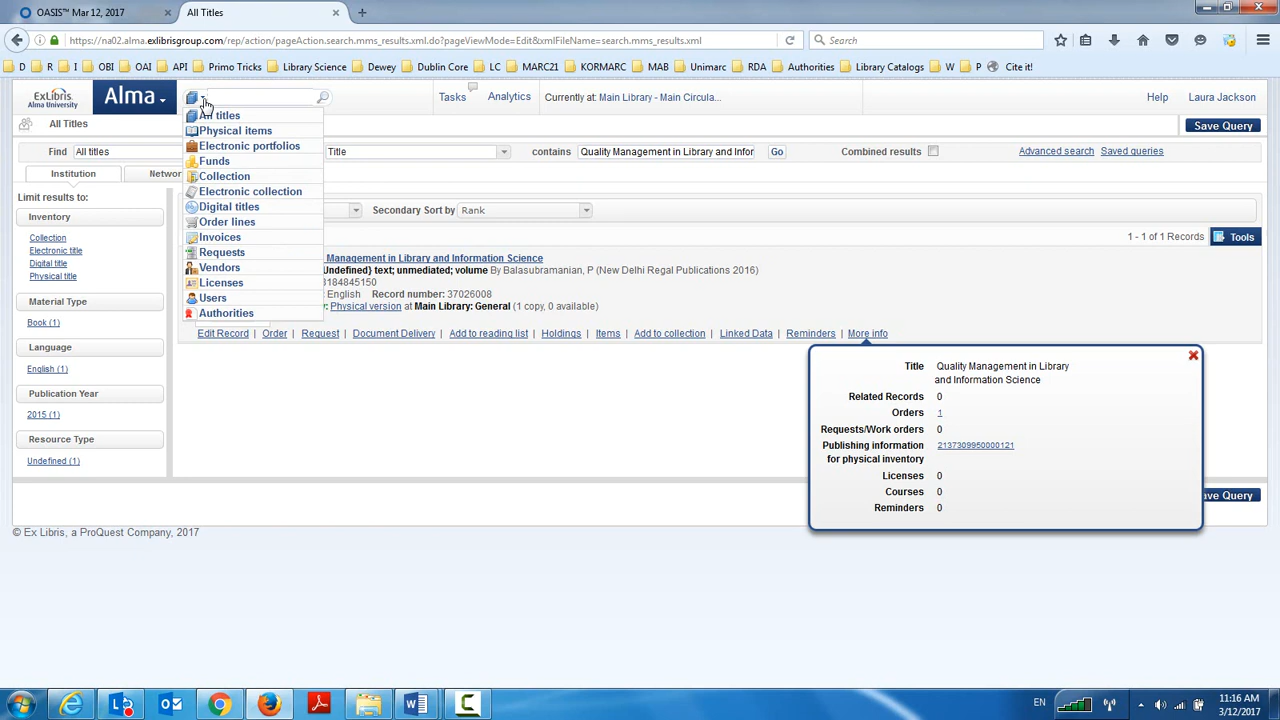 OASIS™ Mar 12, 2017
All Titles
https://na02.alma.exlibrisgroup.com/rep/action/pageAction.search.mms_results.xml.do?pageViewMode=Edit&xmlFileName=search.mms_results.xml
Search
D R I OBI OAI API Primo Tricks Library Science Dewey Dublin Core LC MARC21 KORMARC MAB Unimarc RDA Authorities Library Catalogs W P Cite it!
ExLibris
Alma University
Alma
Tasks Analytics Currently at: Main Library - Main Circula... Help Laura Jackson
All Titles
Save Query
Find All titles Title contains Quality Management in Library and Infor Go Combined results Advanced search Saved queries
All titles
Physical items
Electronic portfolios
Funds
Collection
Electronic collection
Digital titles
Order lines
Invoices
Requests
Vendors
Licenses
Users
Authorities
Institution Networ
Limit results to:
Inventory
Collection
Electronic title
Digital title
Physical title
Material Type
Book (1)
Language
English (1)
Publication Year
2015 (1)
Resource Type
Undefined (1)
Secondary Sort by Rank
1 - 1 of 1 Records Tools
Management in Library and Information Science
Undefined} text; unmediated; volume By Balasubramanian, P (New Delhi Regal Publications 2016)
8184845150
English Record number: 37026008
Physical version at Main Library: General (1 copy, 0 available)
Edit Record | Order | Request | Document Delivery | Add to reading list | Holdings | Items | Add to collection | Linked Data | Reminders | More info
Title Quality Management in Library and Information Science
Related Records 0
Orders 1
Requests/Work orders 0
Publishing information for physical inventory 2137309950000121
Licenses 0
Courses 0
Reminders 0
ve Query
© Ex Libris, a ProQuest Company, 2017
EN
11:16 AM
3/12/2017